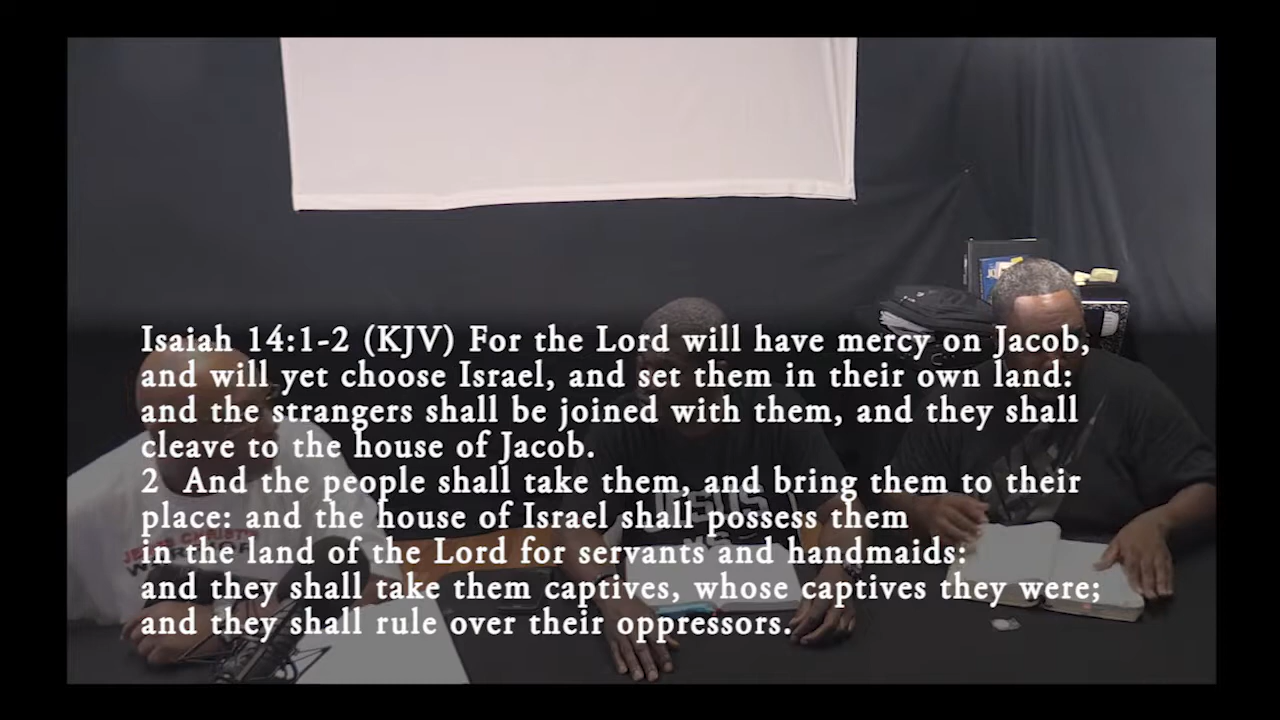 Isaiah 14:1-2 (KJV) For the Lord will have mercy on Jacob,
and will yet choose Israel, and set them in their own land:
and the strangers shall be joined with them, and they shall
cleave to the house of Jacob.
2 And the people shall take them, and bring them to their
place: and the house of Israel shall possess them
in the land of the Lord for servants and handmaids:
and they shall take them captives, whose captives they were;
and they shall rule over their oppressors.
JESUS